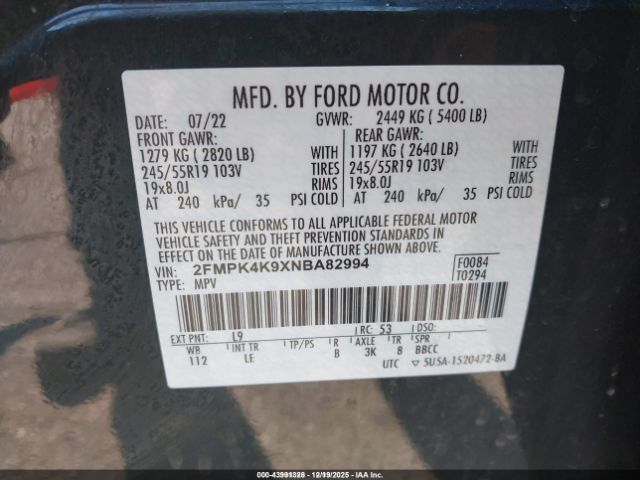 MFD. BY FORD MOTOR CO.
DATE: 07/22 GVWR: 2449 KG ( 5400 LB)
FRONT GAWR: REAR GAWR:
1279 KG ( 2820 LB) WITH 1197 KG ( 2640 LB) WITH
245/55R19 103V TIRES 245/55R19 103V TIRES
19x8.0J RIMS 19x8.0J RIMS
AT 240 kPa/ 35 PSI COLD AT 240 kPa/ 35 PSI COLD
THIS VEHICLE CONFORMS TO ALL APPLICABLE FEDERAL MOTOR
VEHICLE SAFETY AND THEFT PREVENTION STANDARDS IN
EFFECT ON THE DATE OF MANUFACTURE SHOWN ABOVE.
VIN: 2FMPK4K9XNBA82994 F0084
TYPE: MPV T0294
EXT PNT: L9 RC: 53 DSO:
WB INT TR TP/PS R AXLE TR SPR
112 LE B 3K 8 BBCC
UTC ▽ 5U5A-1520472-BA
000-43991328 - 12/19/2025 - IAAI.COM